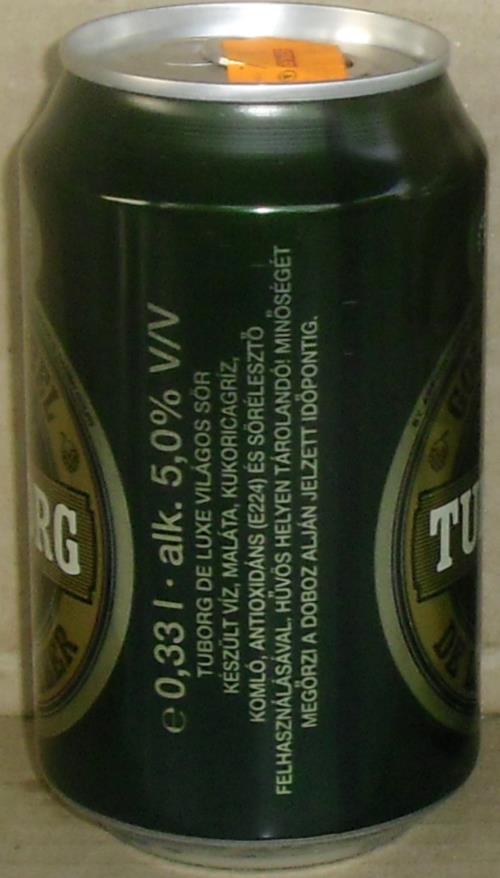 e 0,33 l · alk. 5,0% V/V
TUBORG DE LUXE VILÁGOS SÖR
KÉSZÜLT VÍZ, MALÁTA, KUKORICAGRÍZ,
KOMLÓ, ANTIOXIDÁNS (E224) ÉS SÖRÉLESZTŐ
FELHASZNÁLÁSÁVAL. HŰVÖS HELYEN TÁROLANDÓ! MINŐSÉGÉT
MEGŐRZI A DOBOZ ALJÁN JELZETT IDŐPONTIG.
RG
TU
DE